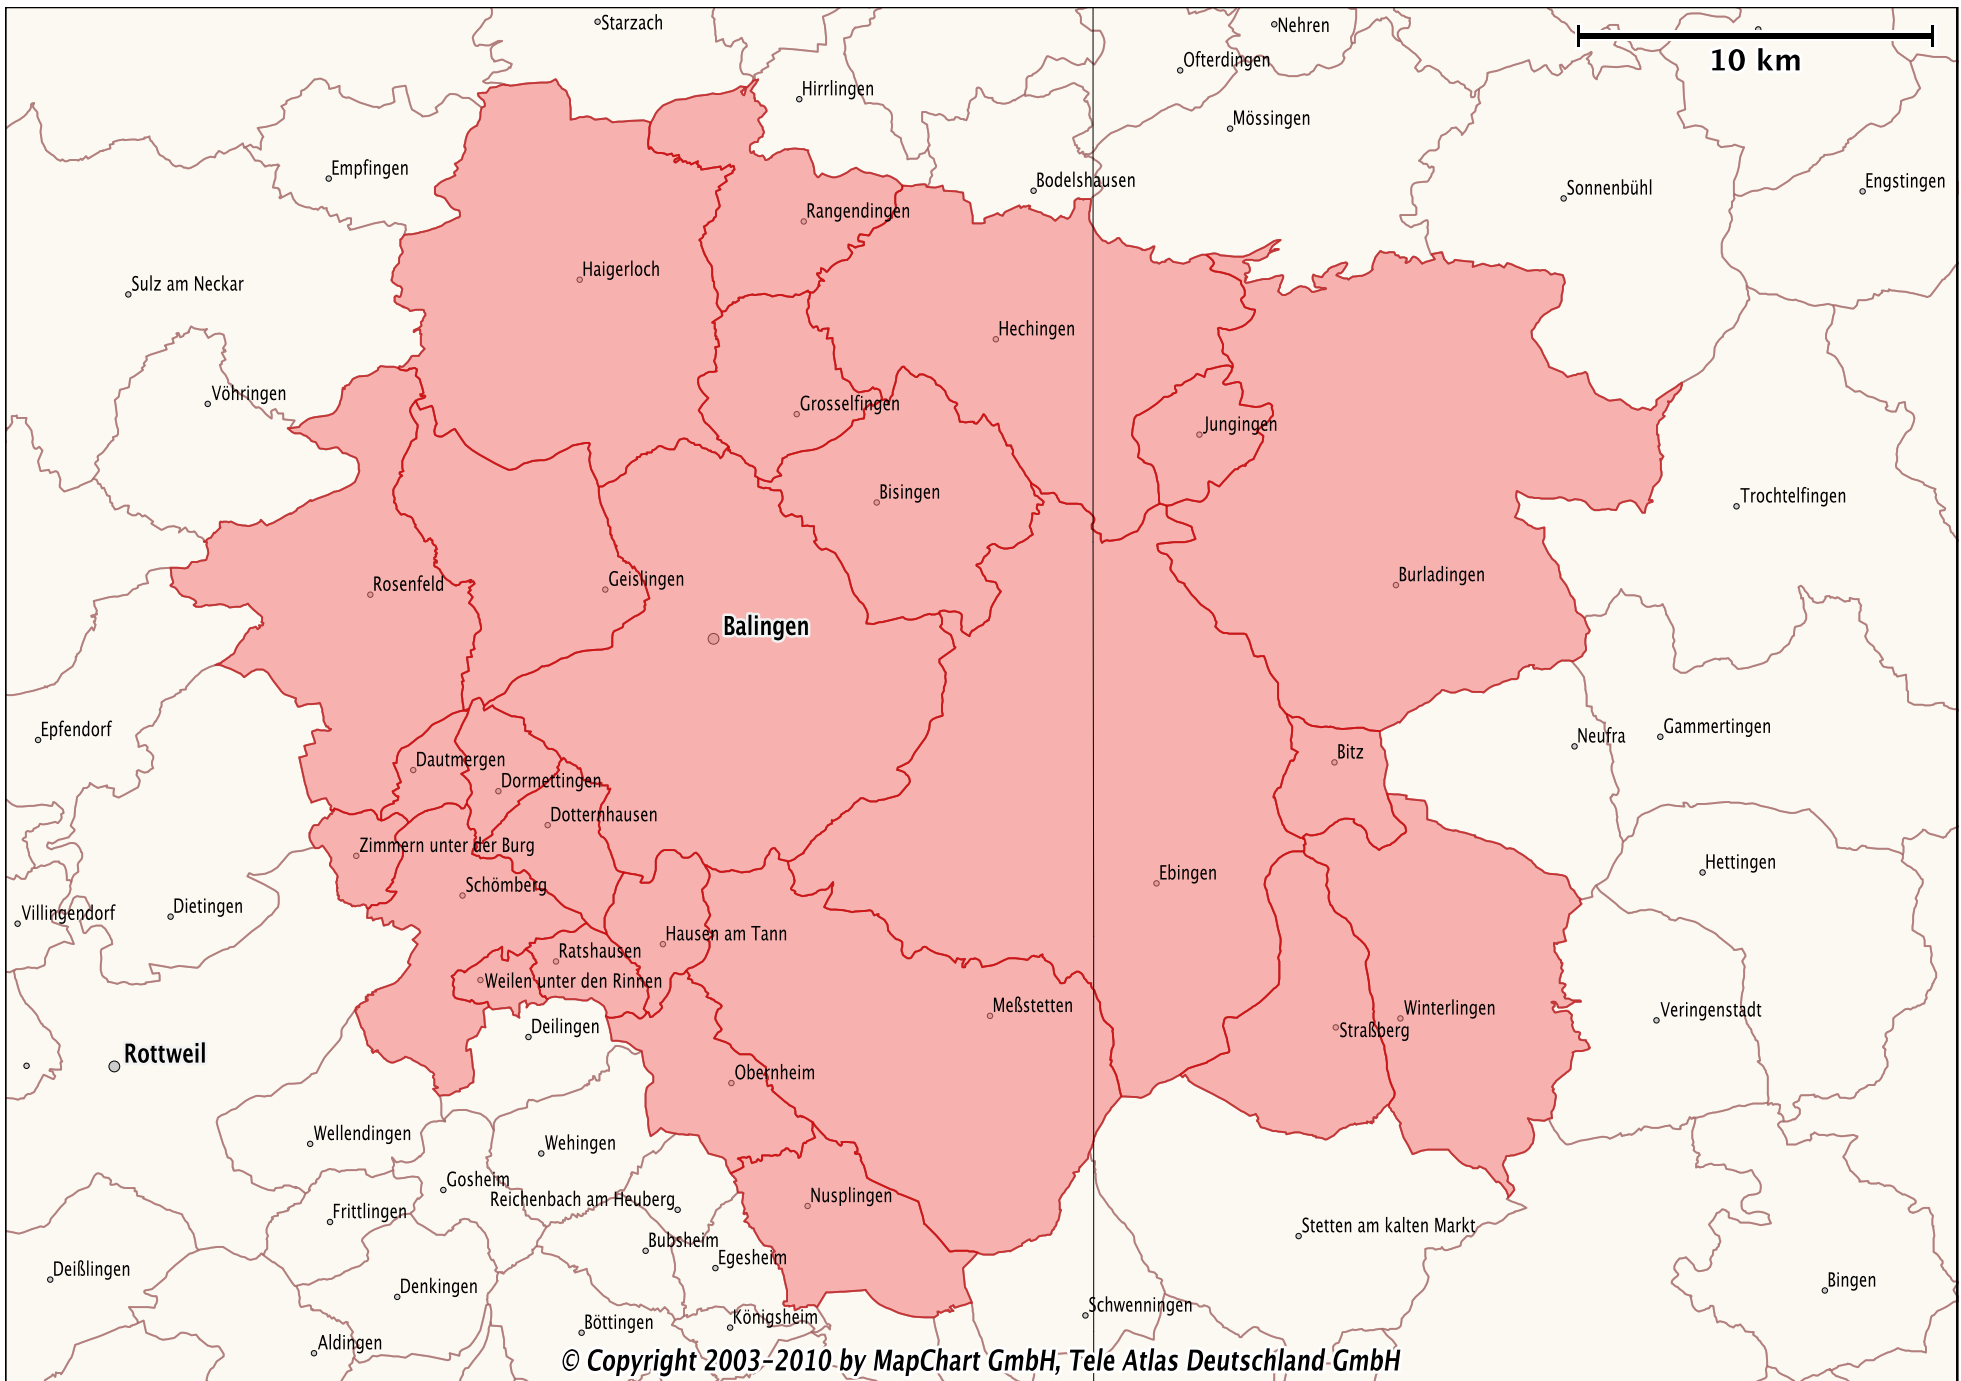 Starzach
Nehren
10 km
Ofterdingen
Hirrlingen
Mössingen
Empfingen
Bodelshausen
Sonnenbühl
Engstingen
Rangendingen
Haigerloch
Sulz am Neckar
Hechingen
Vöhringen
Grosselfingen
Jungingen
Bisingen
Trochtelfingen
Rosenfeld
Geislingen
Burladingen
Balingen
Epfendorf
Neufra
Gammertingen
Bitz
Dautmergen
Dormettingen
Dotternhausen
Zimmern unter der Burg
Hettingen
Ebingen
Schömberg
Dietingen
Villingendorf
Hausen am Tann
Ratshausen
Weilen unter den Rinnen
Meßstetten
Winterlingen
Veringenstadt
Deilingen
Straßberg
Rottweil
Obernheim
Wellendingen
Wehingen
Gosheim
Reichenbach am Heuberg
Nusplingen
Frittlingen
Stetten am kalten Markt
Bubsheim
Egesheim
Deißlingen
Denkingen
Bingen
Schwenningen
Königsheim
Böttingen
Aldingen
© Copyright 2003-2010 by MapChart GmbH, Tele Atlas Deutschland GmbH